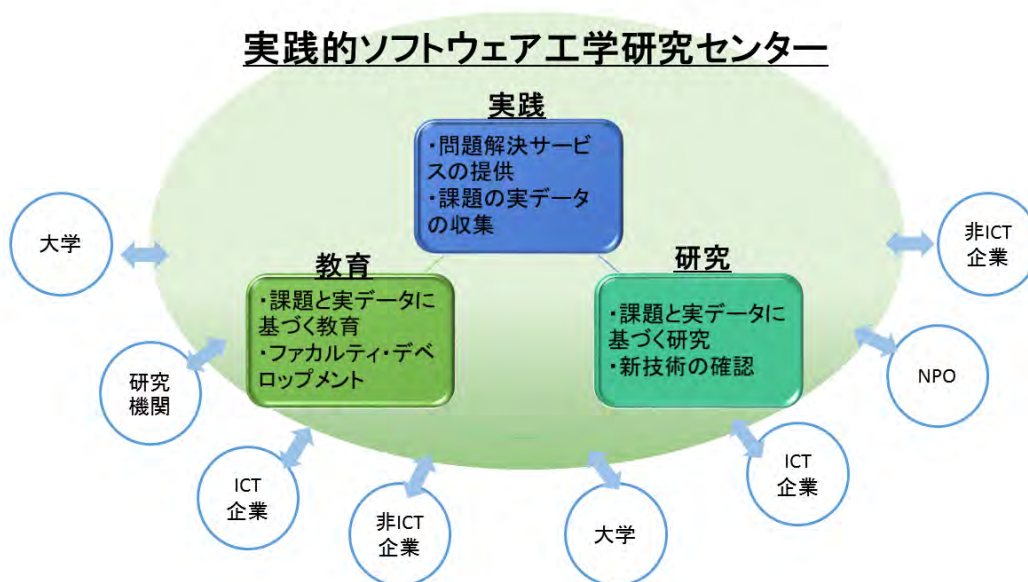 実践的ソフトウェア工学研究センター
実践
・問題解決サービ
スの提供
・課題の実データ
の収集
教育
・課題と実データに
基づく教育
・ファカルティ・デベ
ロップメント
研究
・課題と実データに
基づく研究
・新技術の確認
大学
研究
機関
ICT
企業
非ICT
企業
大学
ICT
企業
NPO
非ICT
企業